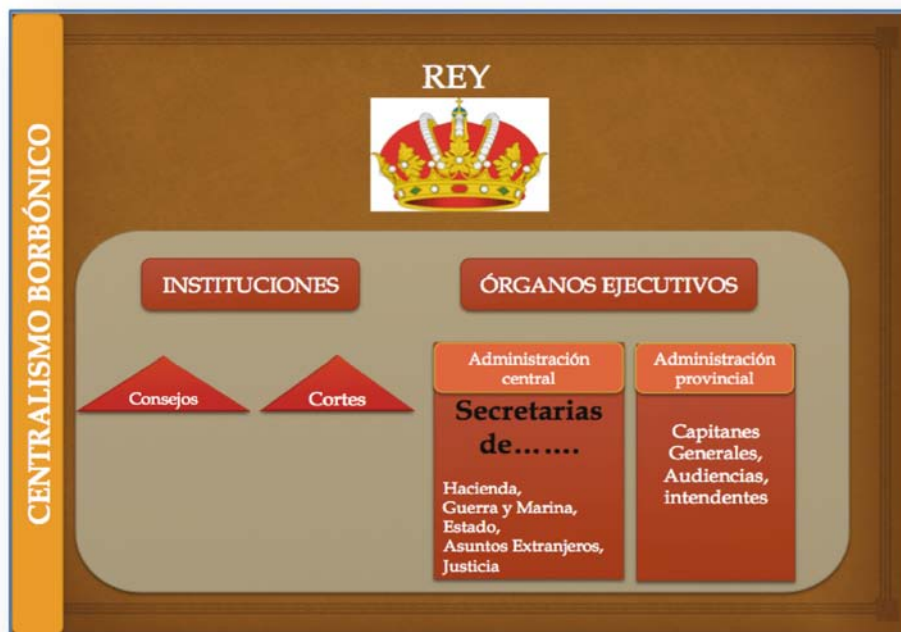 CENTRALISMO BORBÓNICO
REY
INSTITUCIONES
Consejos
Cortes
ÓRGANOS EJECUTIVOS
Administración
central
Secretarias
de.......
Hacienda,
Guerra y Marina,
Estado,
Asuntos Extranjeros,
Justicia
Administración
provincial
Capitanes
Generales,
Audiencias,
intendentes